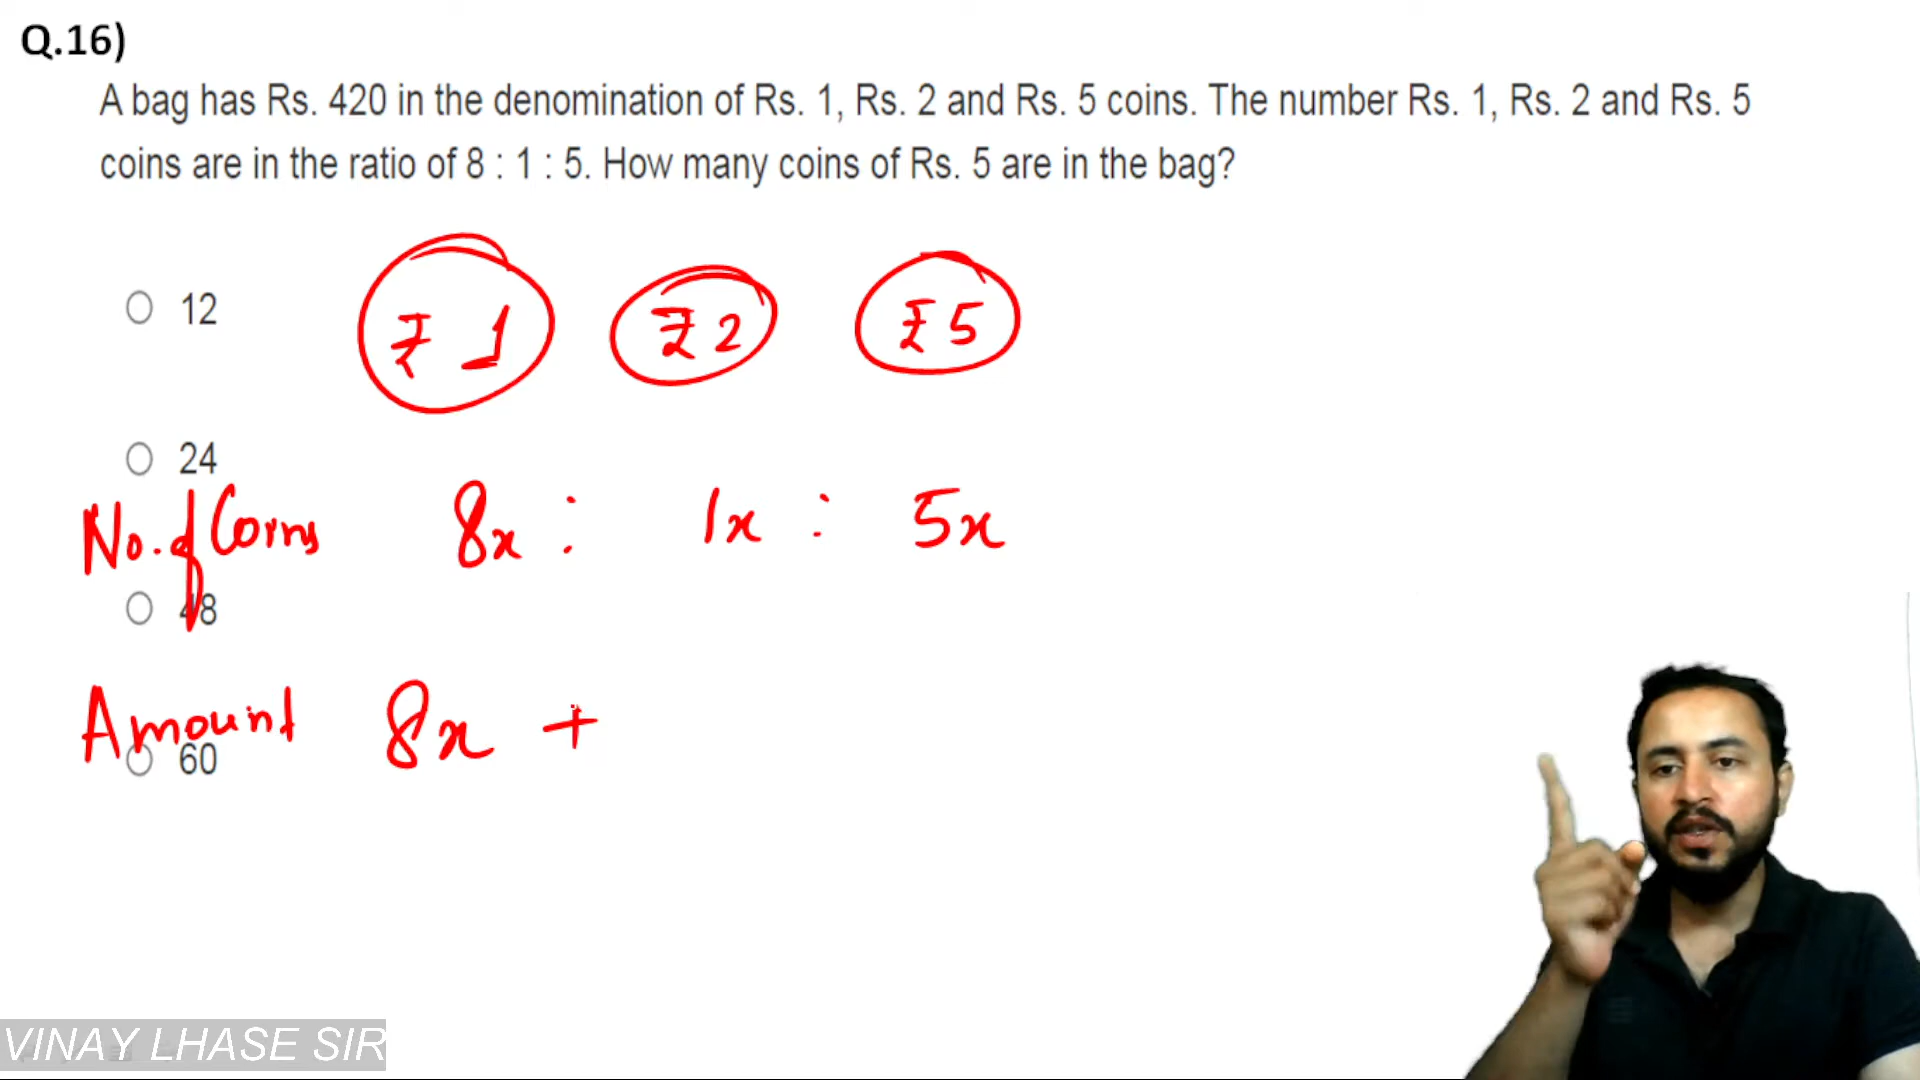 Q.16)
A bag has Rs. 420 in the denomination of Rs. 1, Rs. 2 and Rs. 5 coins. The number Rs. 1, Rs. 2 and Rs. 5
coins are in the ratio of 8 : 1 : 5. How many coins of Rs. 5 are in the bag?
12
₹ 1 ₹ 2 ₹ 5
24
No. of Coins 8x : 1x : 5x
48
Amount 8x +
60
VINAY LHASE SIR